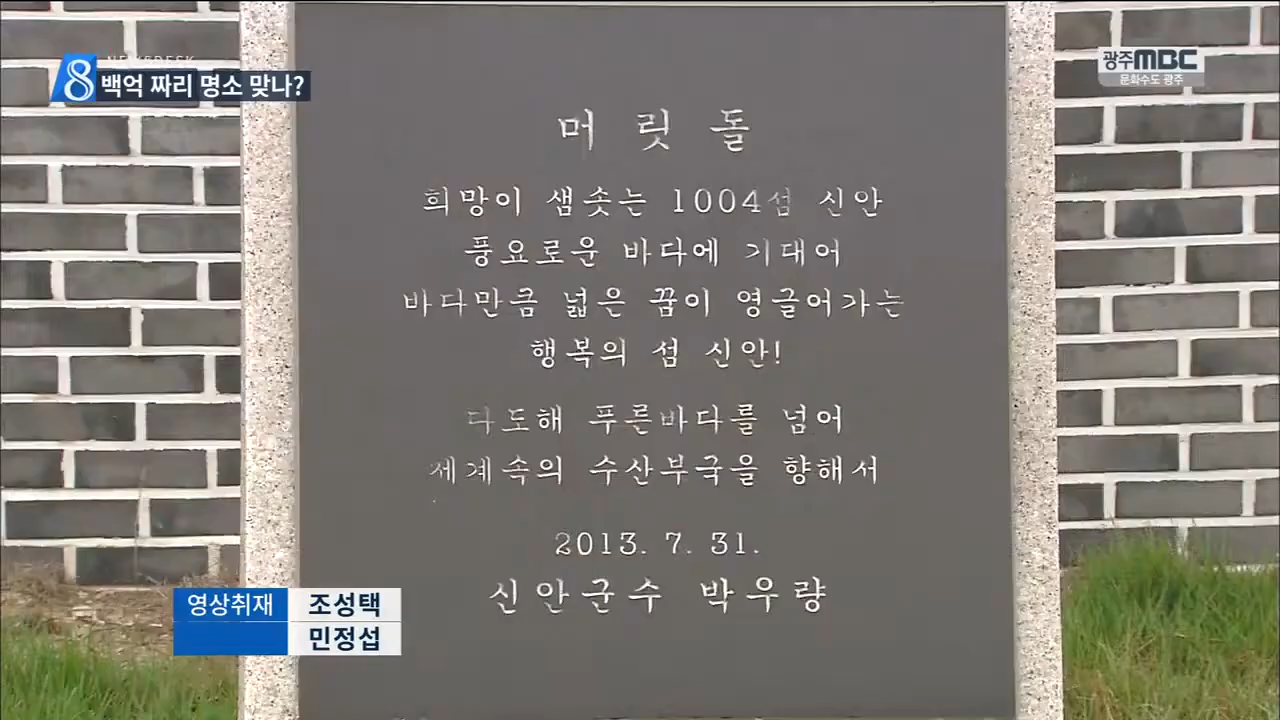 NEWSDESK
8 백억 짜리 명소 맞나?
광주MBC
문화수도 광주
머릿돌
희망이 샘솟는 1004섬 신안
풍요로운 바다에 기대어
바다만큼 넓은 꿈이 영글어가는
행복의 섬 신안!
다도해 푸른바다를 넘어
세계속의 수산부국을 향해서
2013. 7. 31.
신안군수 박우량
영상취재 조성택
민정섭